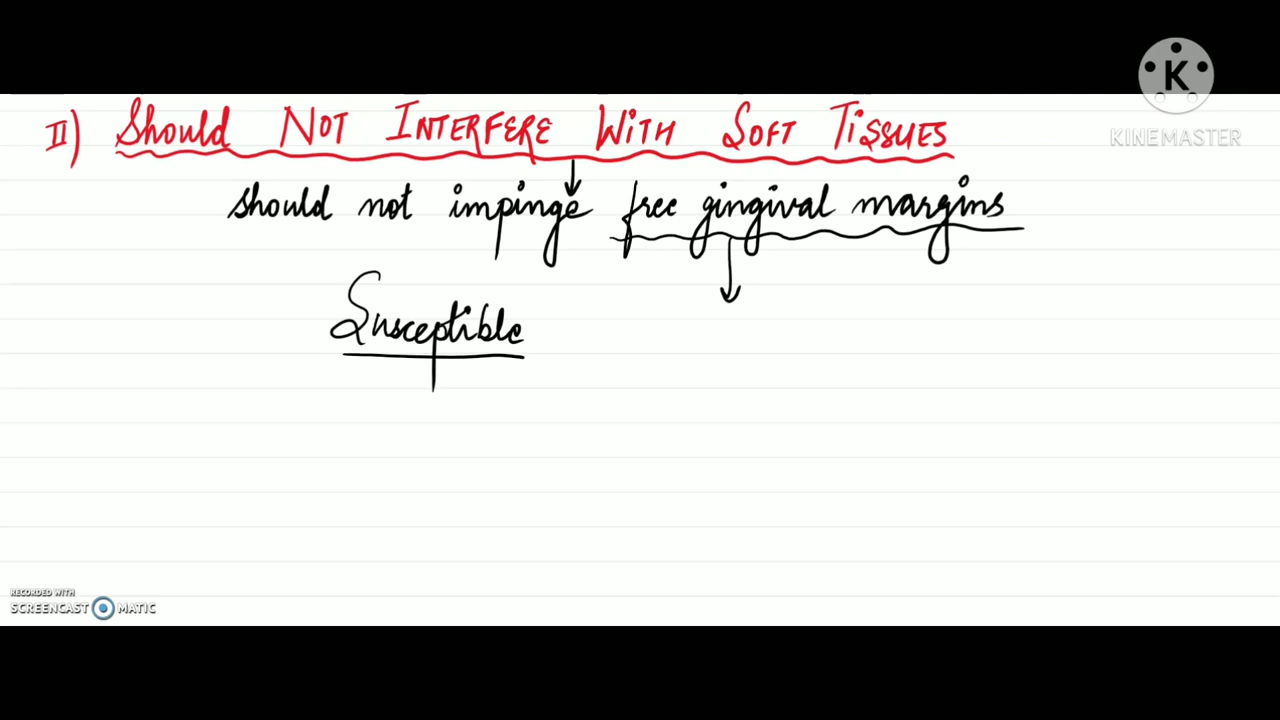 K
KINEMASTER
II) Should NOT INTERFERE WITH SOFT TISSUES
should not impinge free gingival margins
Susceptible
RECORDED WITH
SCREENCAST MATIC